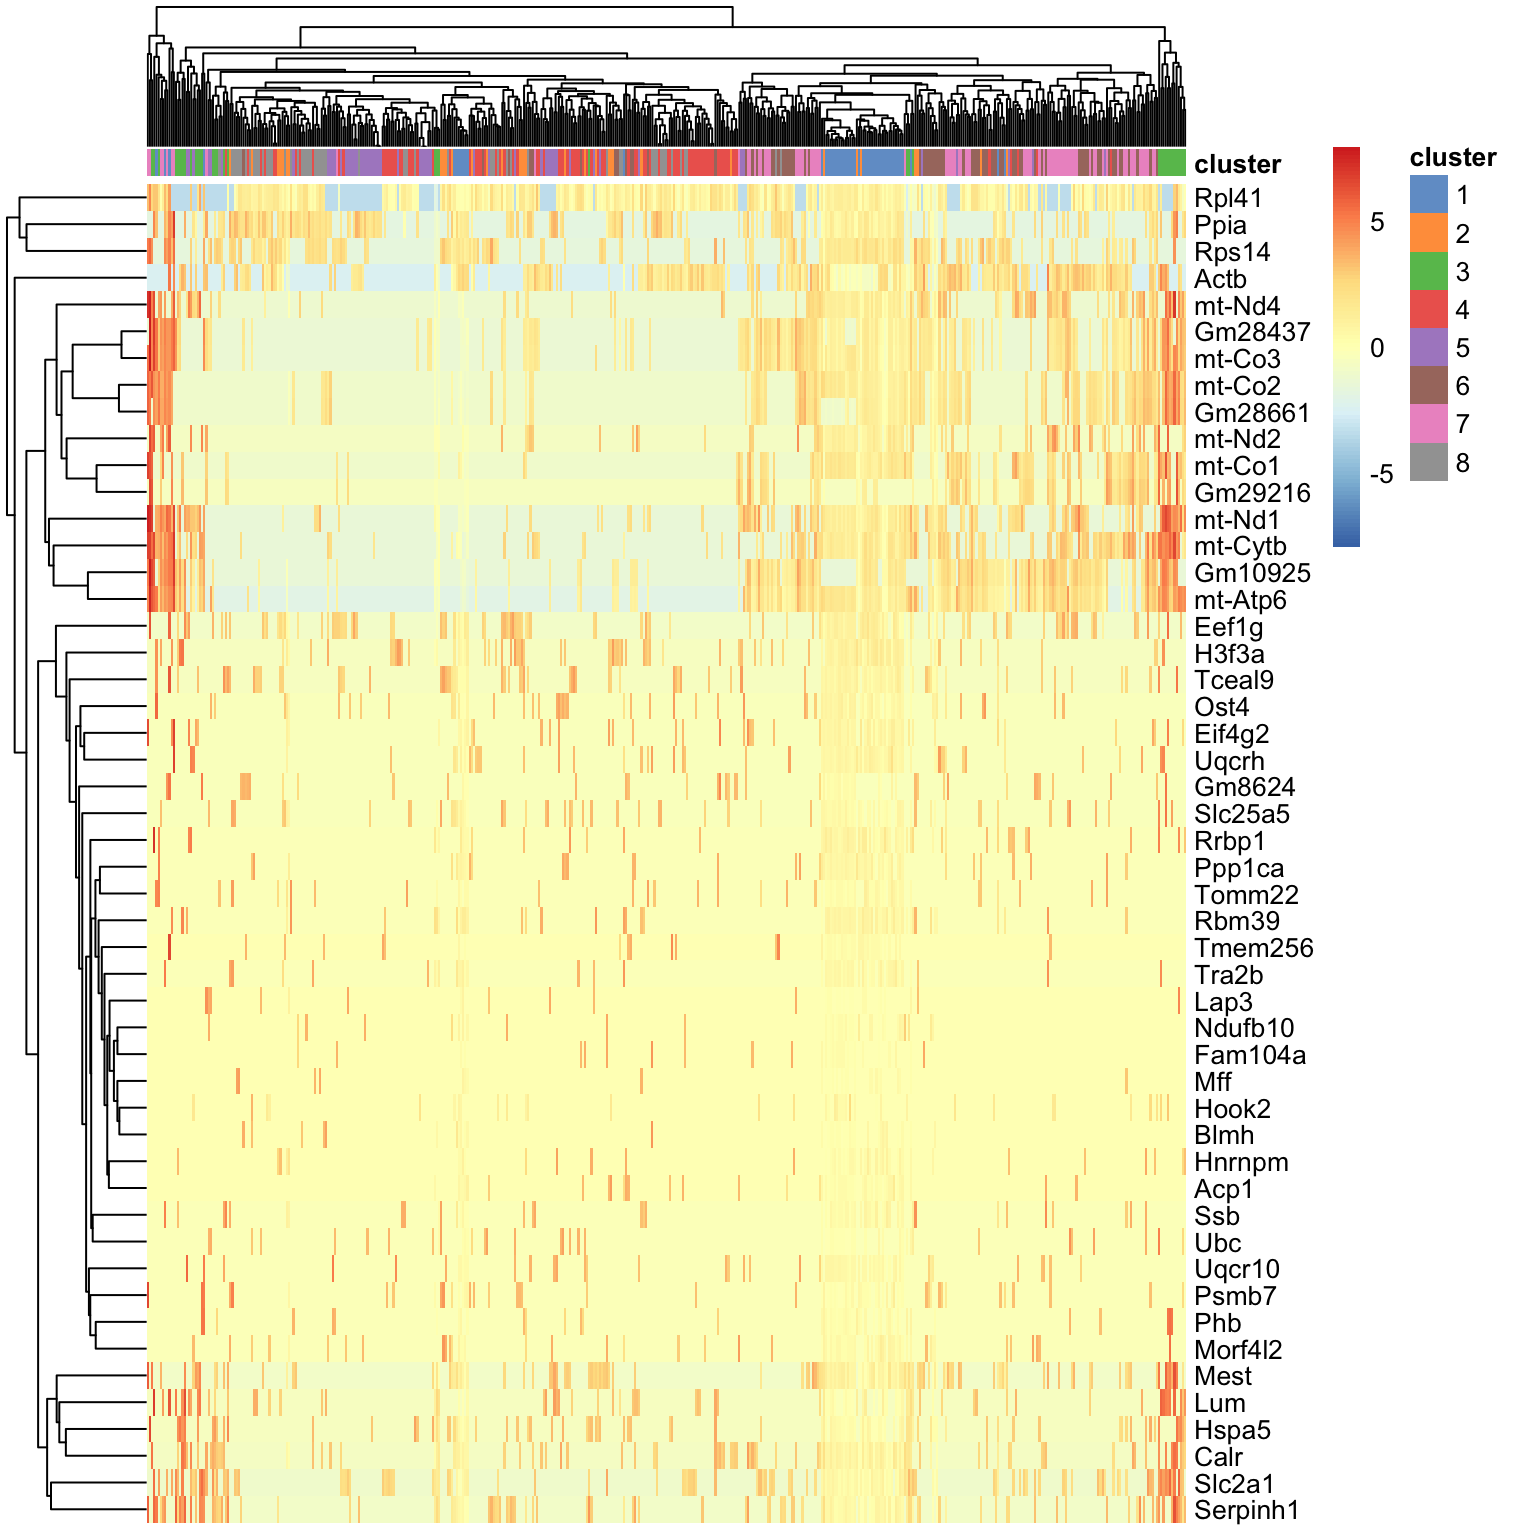 cluster
Rpl41
Ppia
Rps14
Actb
mt-Nd4
Gm28437
mt-Co3
mt-Co2
Gm28661
mt-Nd2
mt-Co1
Gm29216
mt-Nd1
mt-Cytb
Gm10925
mt-Atp6
Eef1g
H3f3a
Tceal9
Ost4
Eif4g2
Uqcrh
Gm8624
Slc25a5
Rrbp1
Ppp1ca
Tomm22
Rbm39
Tmem256
Tra2b
Lap3
Ndufb10
Fam104a
Mff
Hook2
Blmh
Hnrnpm
Acp1
Ssb
Ubc
Uqcr10
Psmb7
Phb
Morf4l2
Mest
Lum
Hspa5
Calr
Slc2a1
Serpinh1
5
0
-5
cluster
1
2
3
4
5
6
7
8